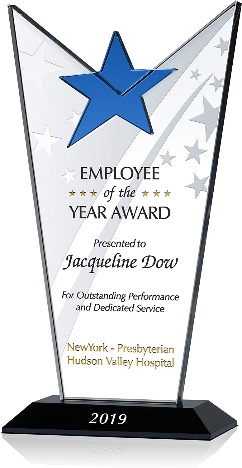 EMPLOYEE
of the
YEAR AWARD
Presented to
Jacqueline Dow
For Outstanding Performance
and Dedicated Service
NewYork - Presbyterian
Hudson Valley Hospital
2019